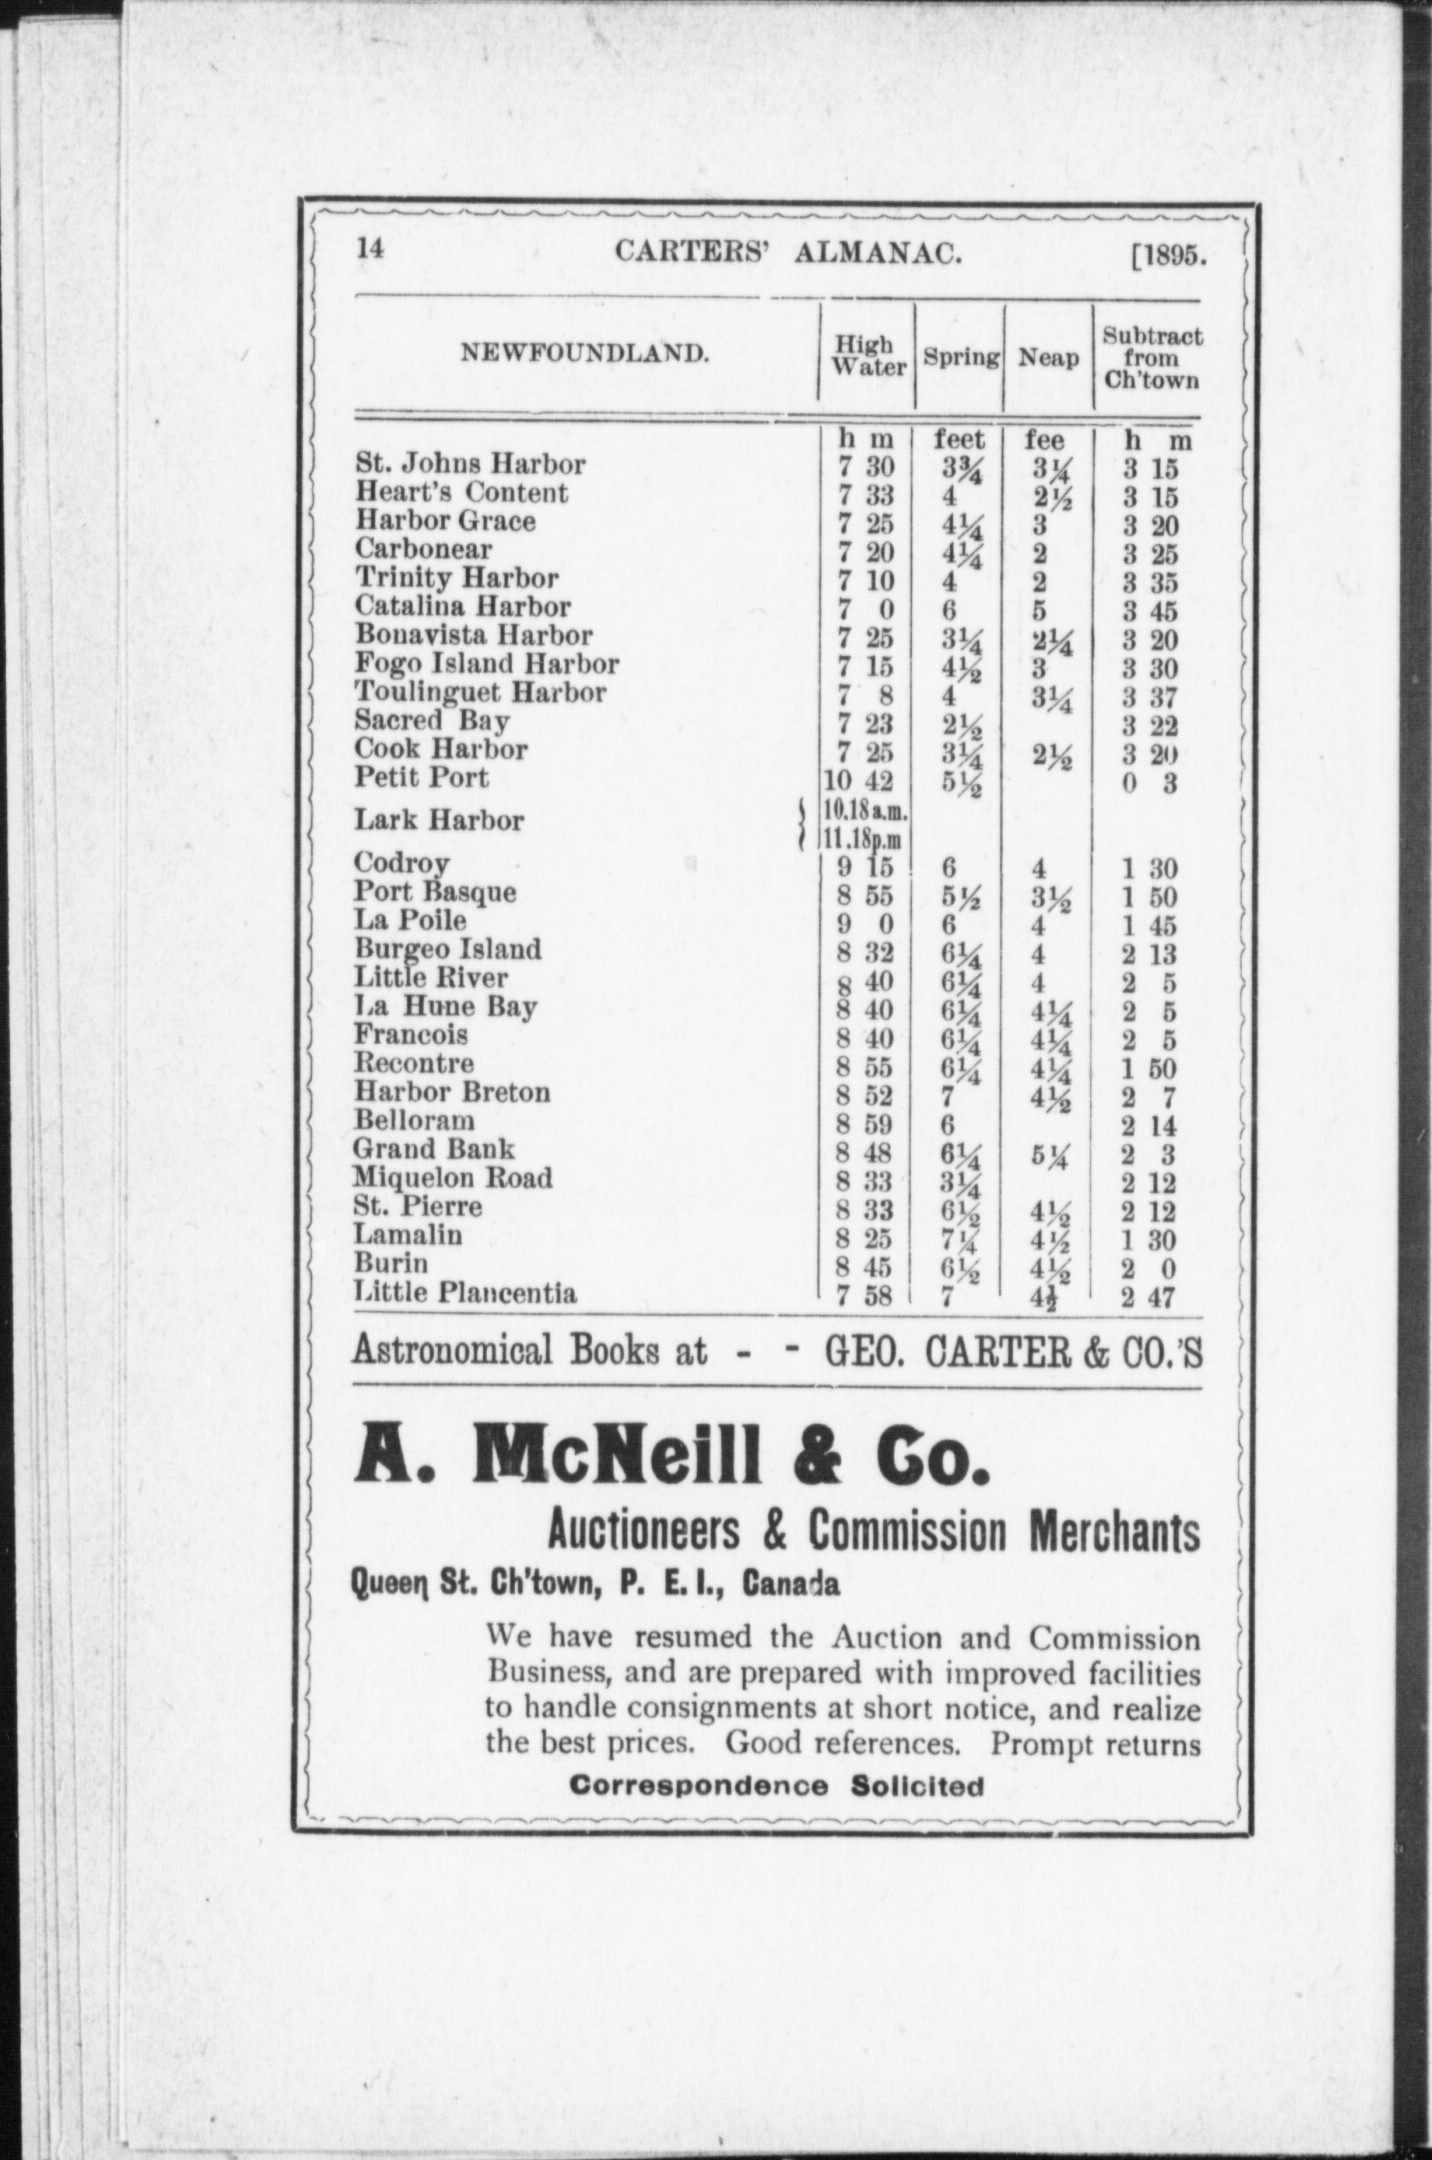 14 CARTERS' ALMANAC. [1895.
NEWFOUNDLAND. High Water Spring Neap Subtract from Ch'town
h m feet fee h m
St. Johns Harbor 7 30 3¾ 3¼ 3 15
Heart's Content 7 33 4 2½ 3 15
Harbor Grace 7 25 4¼ 3 3 20
Carbonear 7 20 4¼ 2 3 25
Trinity Harbor 7 10 4 2 3 35
Catalina Harbor 7 0 6 5 3 45
Bonavista Harbor 7 25 3¼ 2¼ 3 20
Fogo Island Harbor 7 15 4½ 3 3 30
Toulinguet Harbor 7 8 4 3¼ 3 37
Sacred Bay 7 23 2½ 3 22
Cook Harbor 7 25 3¼ 2½ 3 20
Petit Port 10 42 5½ 0 3
Lark Harbor { 10.18 a.m.
{ 11.18p.m
Codroy 9 15 6 4 1 30
Port Basque 8 55 5½ 3½ 1 50
La Poile 9 0 6 4 1 45
Burgeo Island 8 32 6¼ 4 2 13
Little River 8 40 6¼ 4 2 5
La Hune Bay 8 40 6¼ 4¼ 2 5
Francois 8 40 6¼ 4¼ 2 5
Recontre 8 55 6¼ 4¼ 1 50
Harbor Breton 8 52 7 4½ 2 7
Belloram 8 59 6 2 14
Grand Bank 8 48 6¼ 5¼ 2 3
Miquelon Road 8 33 3¼ 2 12
St. Pierre 8 33 6½ 4½ 2 12
Lamalin 8 25 7¼ 4½ 1 30
Burin 8 45 6½ 4½ 2 0
Little Plancentia 7 58 7 4½ 2 47
Astronomical Books at - - GEO. CARTER & CO.'S
A. McNeill & Co.
Auctioneers & Commission Merchants
Queen St. Ch'town, P. E. I., Canada
We have resumed the Auction and Commission
Business, and are prepared with improved facilities
to handle consignments at short notice, and realize
the best prices. Good references. Prompt returns
Correspondence Solicited